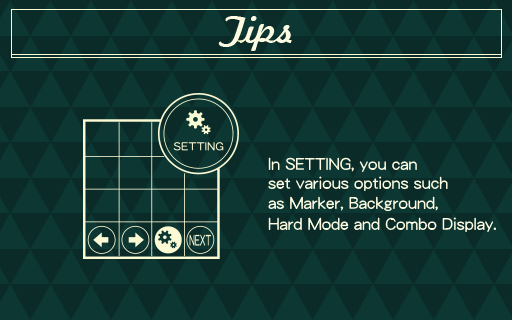 Tips
SETTING
In SETTING, you can
set various options such
as Marker, Background,
Hard Mode and Combo Display.
NEXT